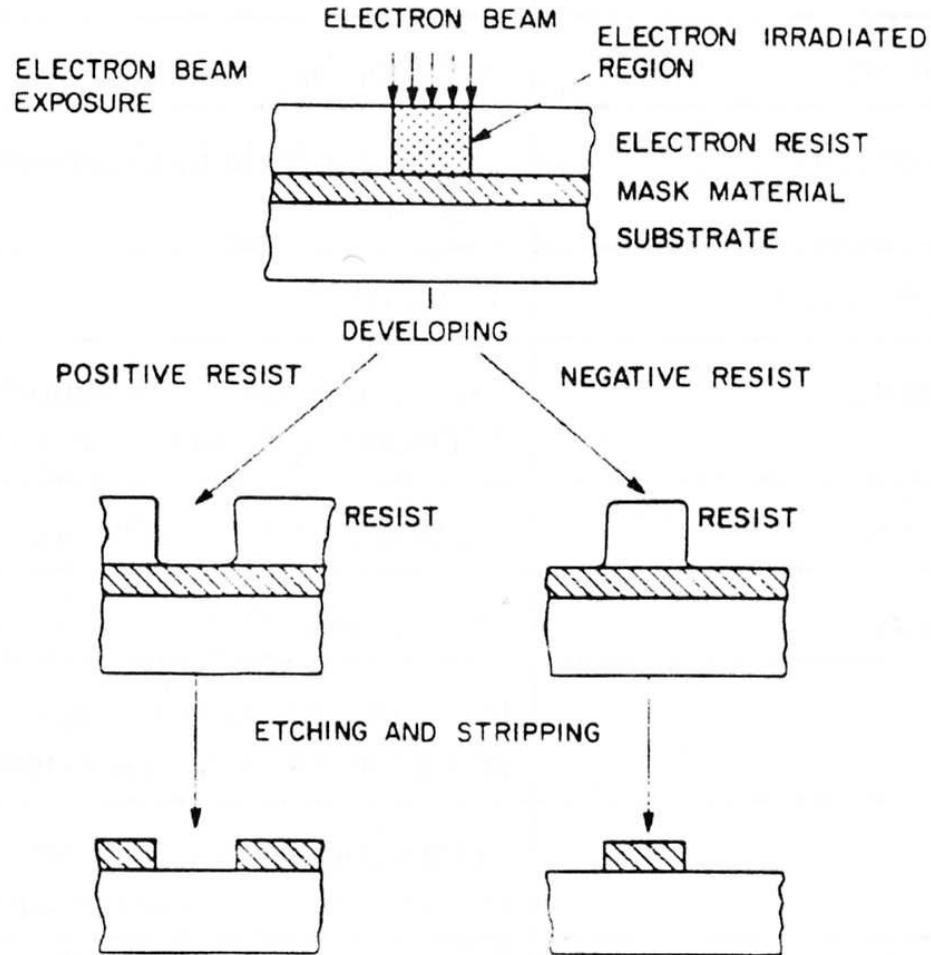 ELECTRON BEAM
ELECTRON IRRADIATED
REGION
ELECTRON BEAM
EXPOSURE
ELECTRON RESIST
MASK MATERIAL
SUBSTRATE
DEVELOPING
POSITIVE RESIST
NEGATIVE RESIST
RESIST
RESIST
ETCHING AND STRIPPING